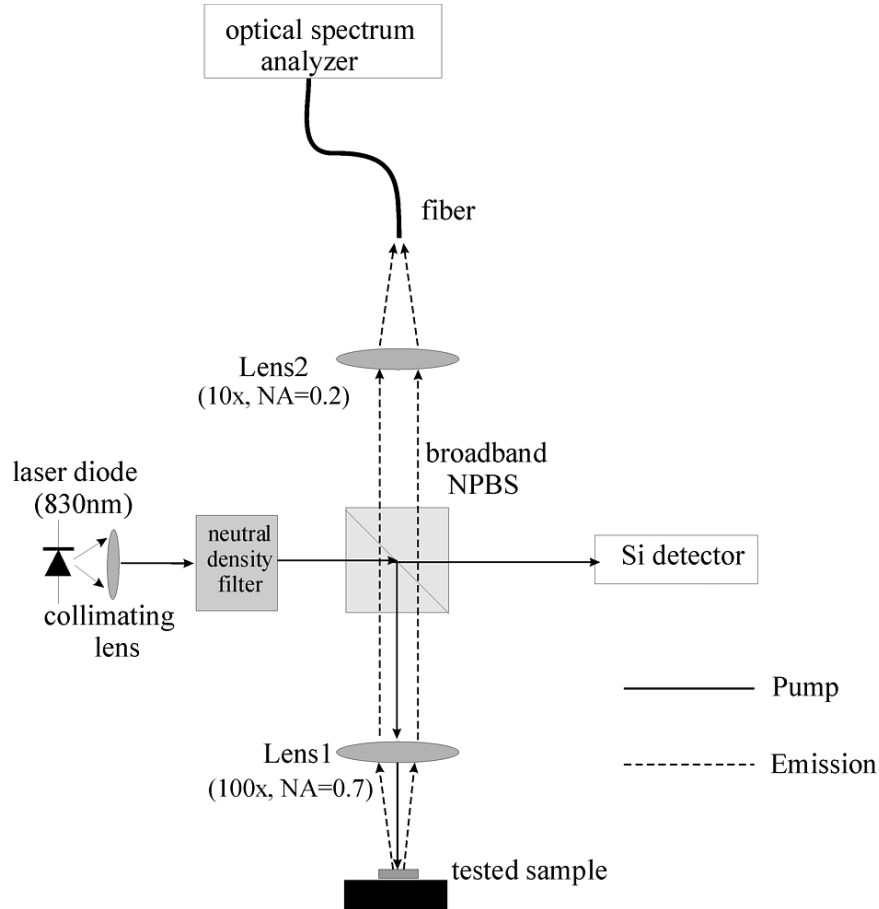 optical spectrum
analyzer
fiber
Lens2
(10x, NA=0.2)
broadband
NPBS
laser diode
(830nm)
neutral
density
filter
Si detector
collimating
lens
Pump
Lens1
(100x, NA=0.7)
Emission
tested sample